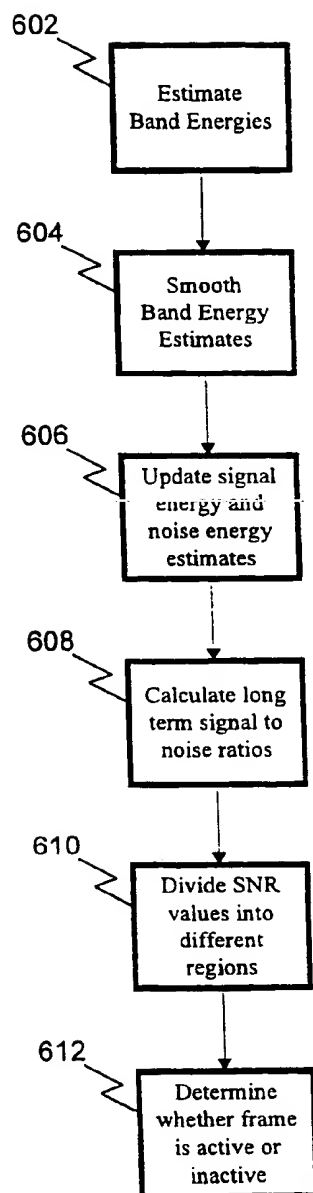 602
Estimate
Band Energies
604
Smooth
Band Energy
Estimates
606
Update signal
energy and
noise energy
estimates
608
Calculate long
term signal to
noise ratios
610
Divide SNR
values into
different
regions
612
Determine
whether frame
is active or
inactive